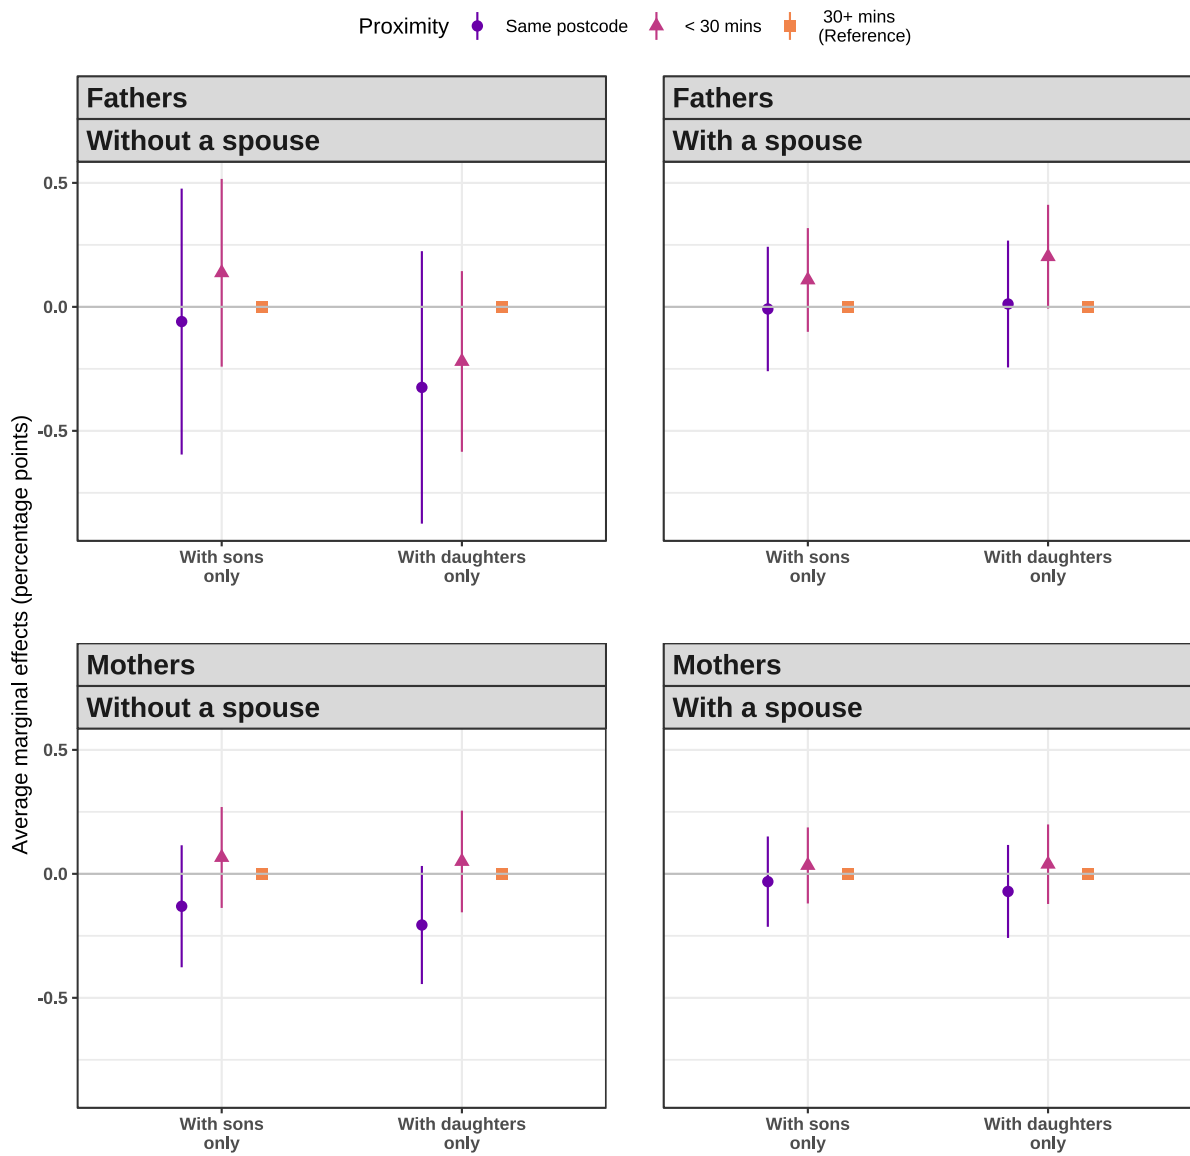 Proximity Same postcode < 30 mins 30+ mins
(Reference)
Fathers
Without a spouse
Fathers
With a spouse
0.5
0.0
-0.5
With sons
only
With daughters
only
With sons
only
With daughters
only
Average marginal effects (percentage points)
Mothers
Without a spouse
Mothers
With a spouse
0.5
0.0
-0.5
With sons
only
With daughters
only
With sons
only
With daughters
only